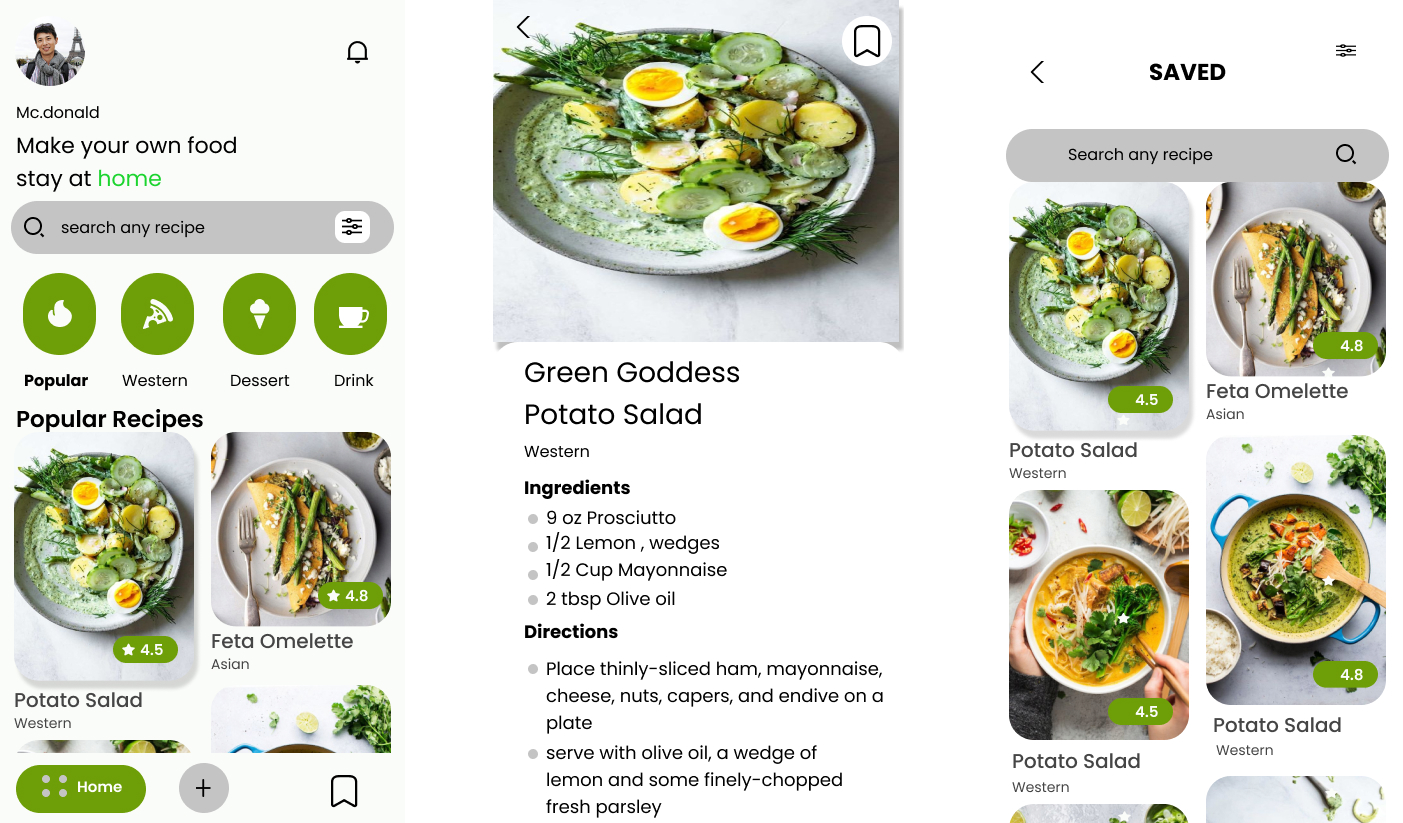 Mc.donald
Make your own food
stay at home
search any recipe
Popular
Western
Dessert
Drink
Popular Recipes
4.5
Potato Salad
Western
4.8
Feta Omelette
Asian
Home
Green Goddess
Potato Salad
Western
Ingredients
9 oz Prosciutto
1/2 Lemon , wedges
1/2 Cup Mayonnaise
2 tbsp Olive oil
Directions
Place thinly-sliced ham, mayonnaise,
cheese, nuts, capers, and endive on a
plate
serve with olive oil, a wedge of
lemon and some finely-chopped
fresh parsley
SAVED
Search any recipe
4.5
Potato Salad
Western
4.8
Feta Omelette
Asian
4.5
Potato Salad
Western
4.8
Potato Salad
Western